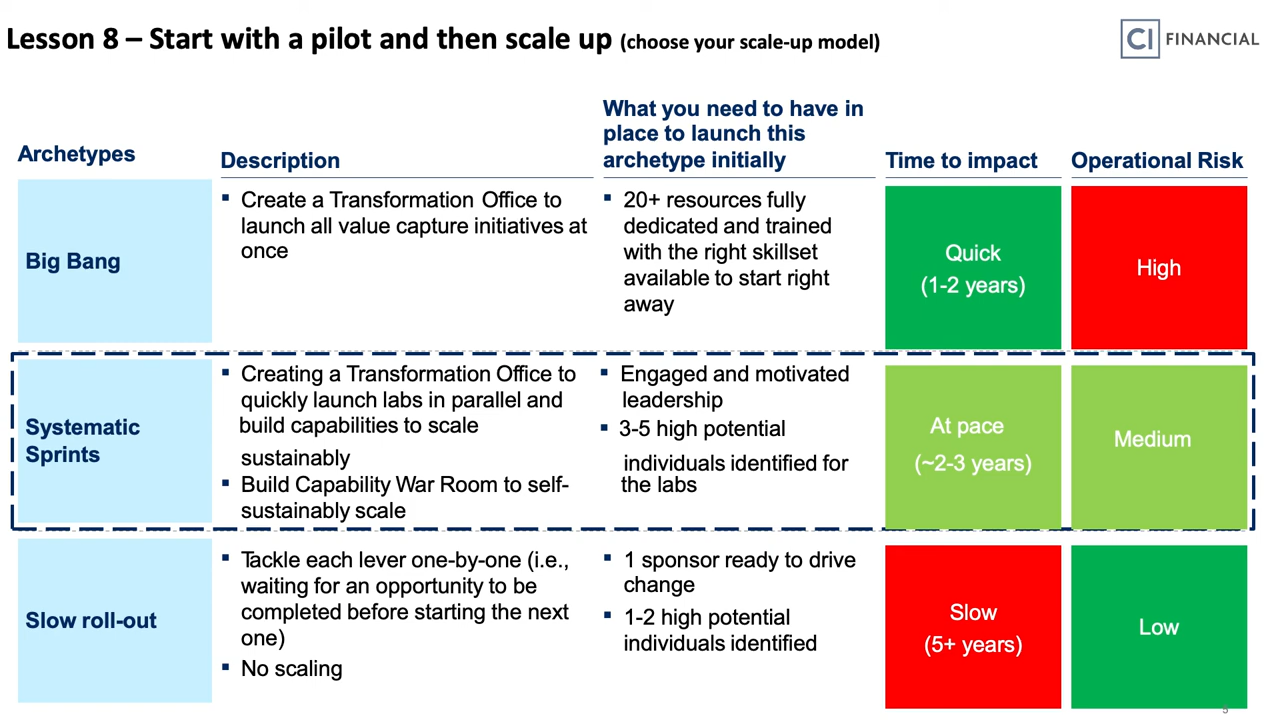 Lesson 8 – Start with a pilot and then scale up (choose your scale-up model)
CI FINANCIAL
Archetypes
Description
What you need to have in
place to launch this
archetype initially
Time to impact
Operational Risk
Big Bang
▪ Create a Transformation Office to
launch all value capture initiatives at
once
▪ 20+ resources fully
dedicated and trained
with the right skillset
available to start right
away
Quick
(1-2 years)
High
Systematic
Sprints
▪ Creating a Transformation Office to
quickly launch labs in parallel and
build capabilities to scale
sustainably
▪ Build Capability War Room to self-
sustainably scale
▪ Engaged and motivated
leadership
▪ 3-5 high potential
individuals identified for
the labs
At pace
(~2-3 years)
Medium
Slow roll-out
▪ Tackle each lever one-by-one (i.e.,
waiting for an opportunity to be
completed before starting the next
one)
▪ No scaling
▪ 1 sponsor ready to drive
change
▪ 1-2 high potential
individuals identified
Slow
(5+ years)
Low
5